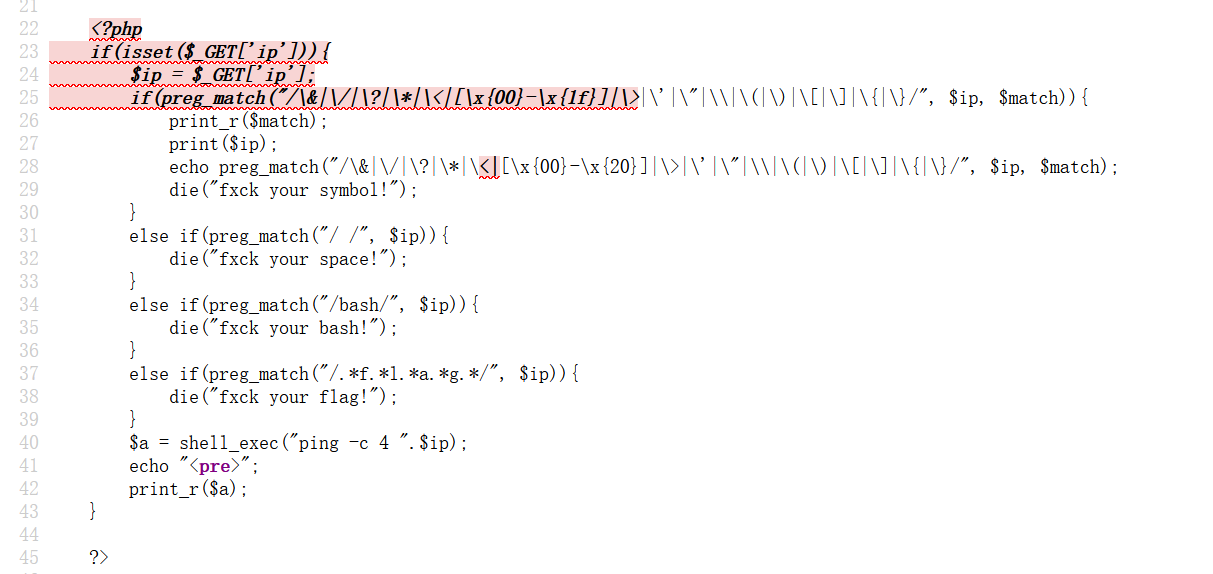 21
22 <?php
23 if(isset($_GET['ip'])){
24 $ip = $_GET['ip'];
25 if(preg_match("/\&|\/|\?|\*|\<|[\x{00}-\x{1f}]|\>|\'|\"|\\|\(|\)|\[|\]|\{|\}/", $ip, $match)){
26 print_r($match);
27 print($ip);
28 echo preg_match("/\&|\/|\?|\*|\<|[\x{00}-\x{20}]|\>|\'|\"|\\|\(|\)|\[|\]|\{|\}/", $ip, $match);
29 die("fxck your symbol!");
30 }
31 else if(preg_match("/ /", $ip)){
32 die("fxck your space!");
33 }
34 else if(preg_match("/bash/", $ip)){
35 die("fxck your bash!");
36 }
37 else if(preg_match("/.*f.*l.*a.*g.*/", $ip)){
38 die("fxck your flag!");
39 }
40 $a = shell_exec("ping -c 4 ".$ip);
41 echo "<pre>";
42 print_r($a);
43 }
44
45 ?>